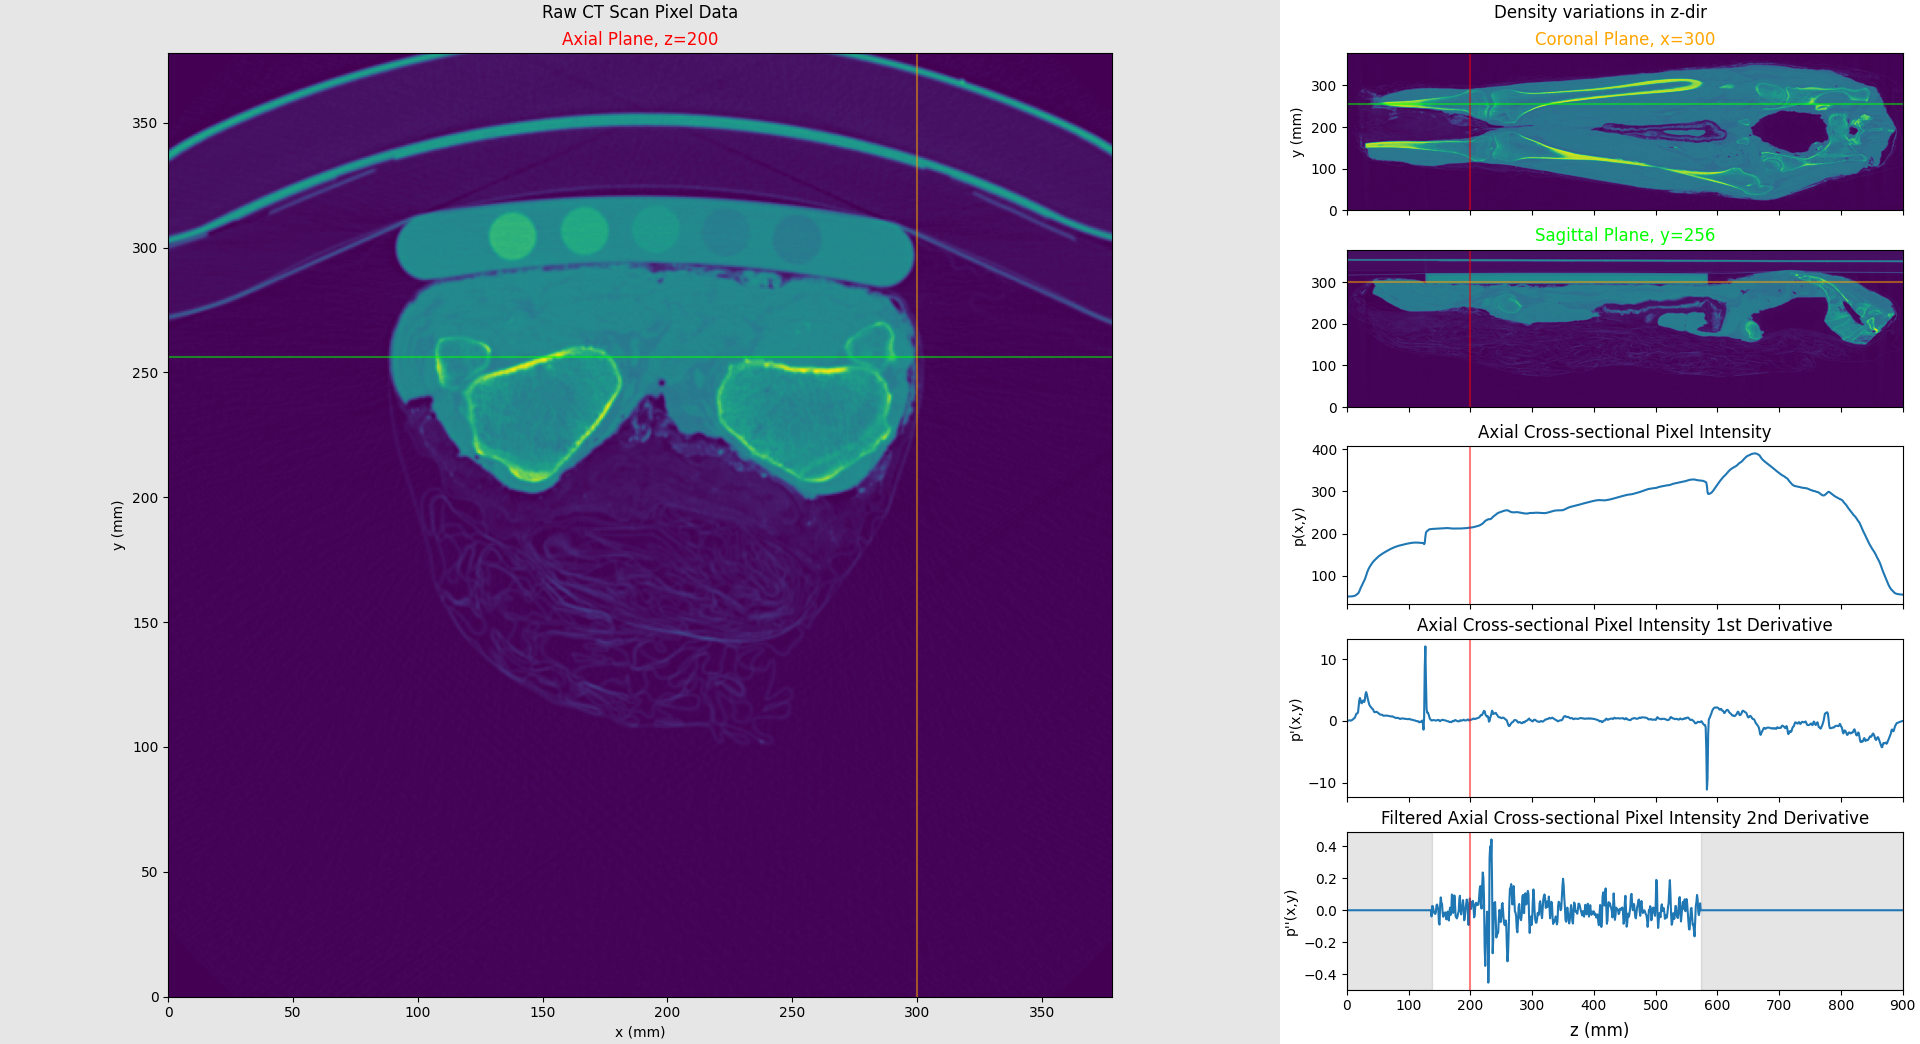 Raw CT Scan Pixel Data
Axial Plane, z=200
y (mm)
350
300
250
200
150
100
50
0
0 50 100 150 200 250 300 350
x (mm)
Density variations in z-dir
Coronal Plane, x=300
y (mm)
300
200
100
0
Sagittal Plane, y=256
300
200
100
0
Axial Cross-sectional Pixel Intensity
p(x,y)
400
300
200
100
Axial Cross-sectional Pixel Intensity 1st Derivative
p'(x,y)
10
0
−10
Filtered Axial Cross-sectional Pixel Intensity 2nd Derivative
p''(x,y)
0.4
0.2
0.0
−0.2
−0.4
0 100 200 300 400 500 600 700 800 900
z (mm)